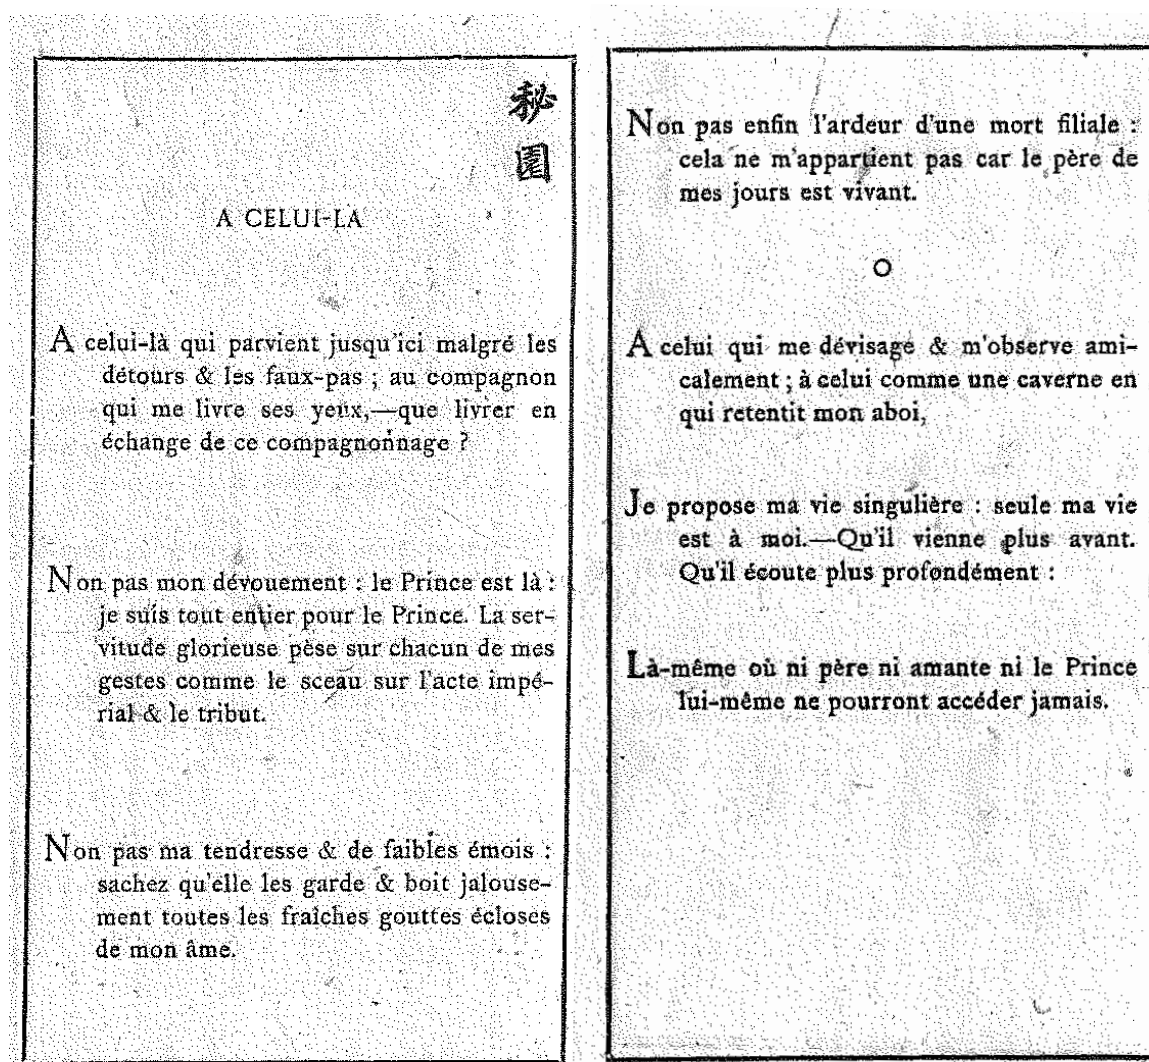 秘
園
A CELUI-LA
A celui-là qui parvient jusqu'ici malgré les
détours & les faux-pas ; au compagnon
qui me livre ses yeux,—que livrer en
échange de ce compagnonnage ?
Non pas mon dévouement : le Prince est là :
je suis tout entier pour le Prince. La ser-
vitude glorieuse pèse sur chacun de mes
gestes comme le sceau sur l'acte impé-
rial & le tribut.
Non pas ma tendresse & de faibles émois :
sachez qu'elle les garde & boit jalouse-
ment toutes les fraîches gouttes écloses
de mon âme.
Non pas enfin l'ardeur d'une mort filiale :
cela ne m'appartient pas car le père de
mes jours est vivant.
A celui qui me dévisage & m'observe ami-
calement ; à celui comme une caverne en
qui retentit mon aboi,
Je propose ma vie singulière : seule ma vie
est à moi.—Qu'il vienne plus avant.
Qu'il écoute plus profondément :
Là-même où ni père ni amante ni le Prince
lui-même ne pourront accéder jamais.